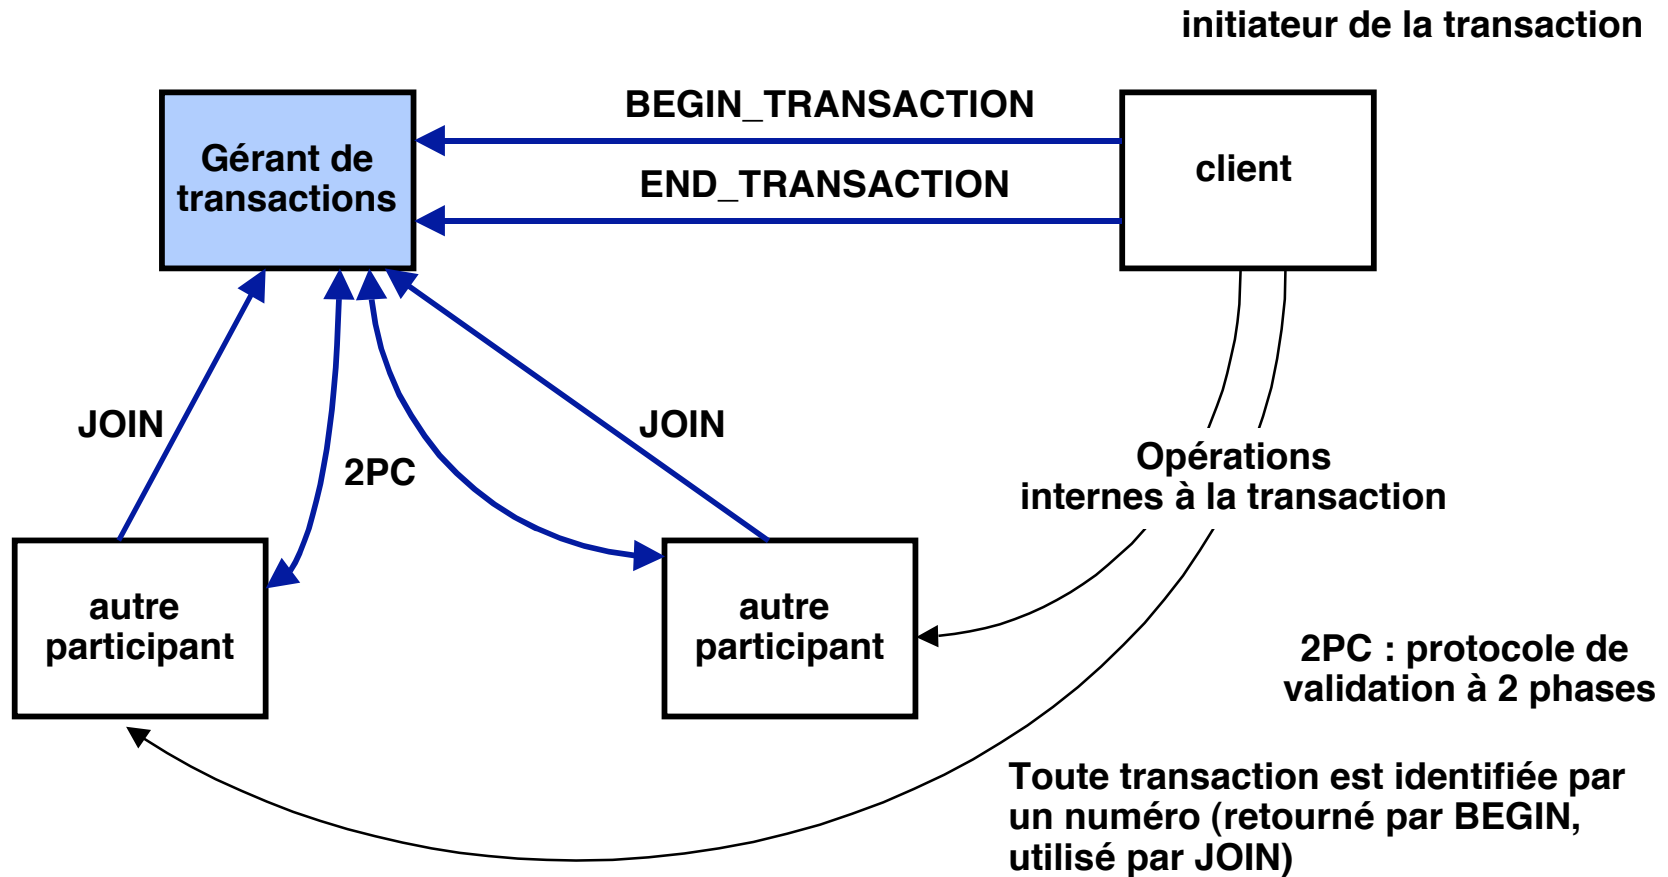 initiateur de la transaction
BEGIN_TRANSACTION
Gérant de
transactions
client
END_TRANSACTION
JOIN
JOIN
2PC
Opérations
internes à la transaction
autre
participant
autre
participant
2PC : protocole de
validation à 2 phases
Toute transaction est identifiée par
un numéro (retourné par BEGIN,
utilisé par JOIN)